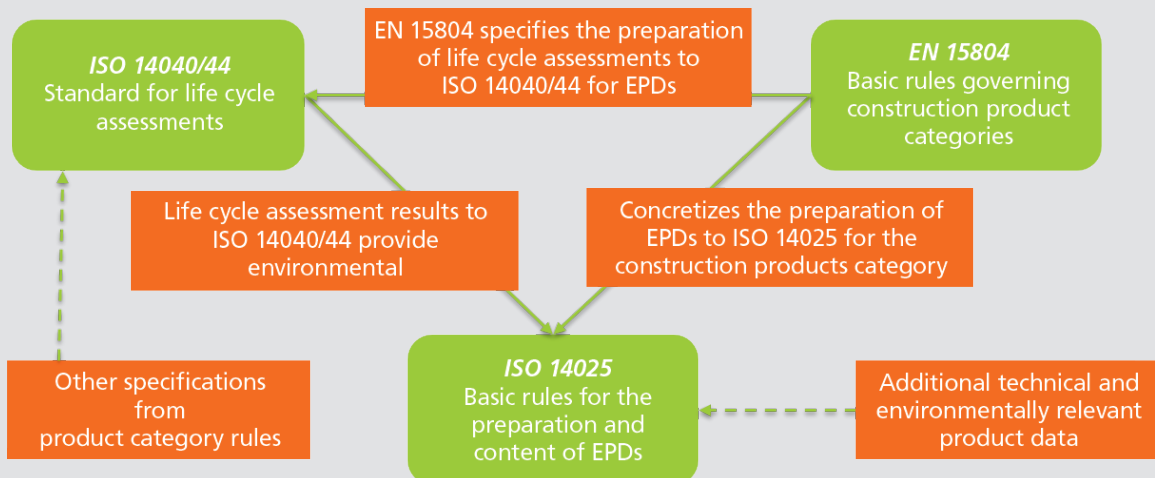 ISO 14040/44
Standard for life cycle
assessments
EN 15804 specifies the preparation
of life cycle assessments to
ISO 14040/44 for EPDs
EN 15804
Basic rules governing
construction product
categories
Life cycle assessment results to
ISO 14040/44 provide
environmental
Concretizes the preparation of
EPDs to ISO 14025 for the
construction products category
Other specifications
from
product category rules
ISO 14025
Basic rules for the
preparation and
content of EPDs
Additional technical and
environmentally relevant
product data